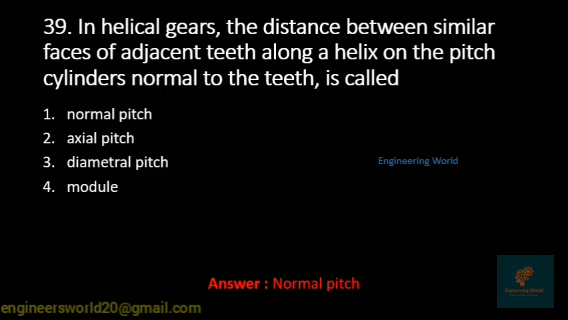 39. In helical gears, the distance between similar
faces of adjacent teeth along a helix on the pitch
cylinders normal to the teeth, is called
1. normal pitch
2. axial pitch
3. diametral pitch
4. module
Engineering World
Answer : Normal pitch
Engineering World
engineersworld20@gmail.com